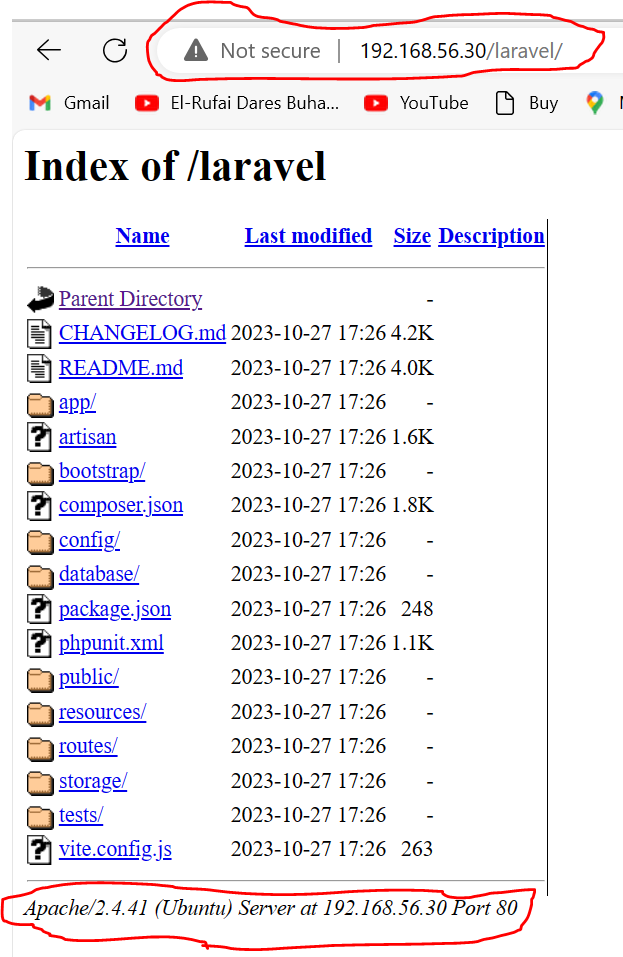 Not secure | 192.168.56.30/laravel/
Gmail El-Rufai Dares Buha... YouTube Buy
Index of /laravel
Name Last modified Size Description
Parent Directory -
CHANGELOG.md 2023-10-27 17:26 4.2K
README.md 2023-10-27 17:26 4.0K
app/ 2023-10-27 17:26 -
artisan 2023-10-27 17:26 1.6K
bootstrap/ 2023-10-27 17:26 -
composer.json 2023-10-27 17:26 1.8K
config/ 2023-10-27 17:26 -
database/ 2023-10-27 17:26 -
package.json 2023-10-27 17:26 248
phpunit.xml 2023-10-27 17:26 1.1K
public/ 2023-10-27 17:26 -
resources/ 2023-10-27 17:26 -
routes/ 2023-10-27 17:26 -
storage/ 2023-10-27 17:26 -
tests/ 2023-10-27 17:26 -
vite.config.js 2023-10-27 17:26 263
Apache/2.4.41 (Ubuntu) Server at 192.168.56.30 Port 80